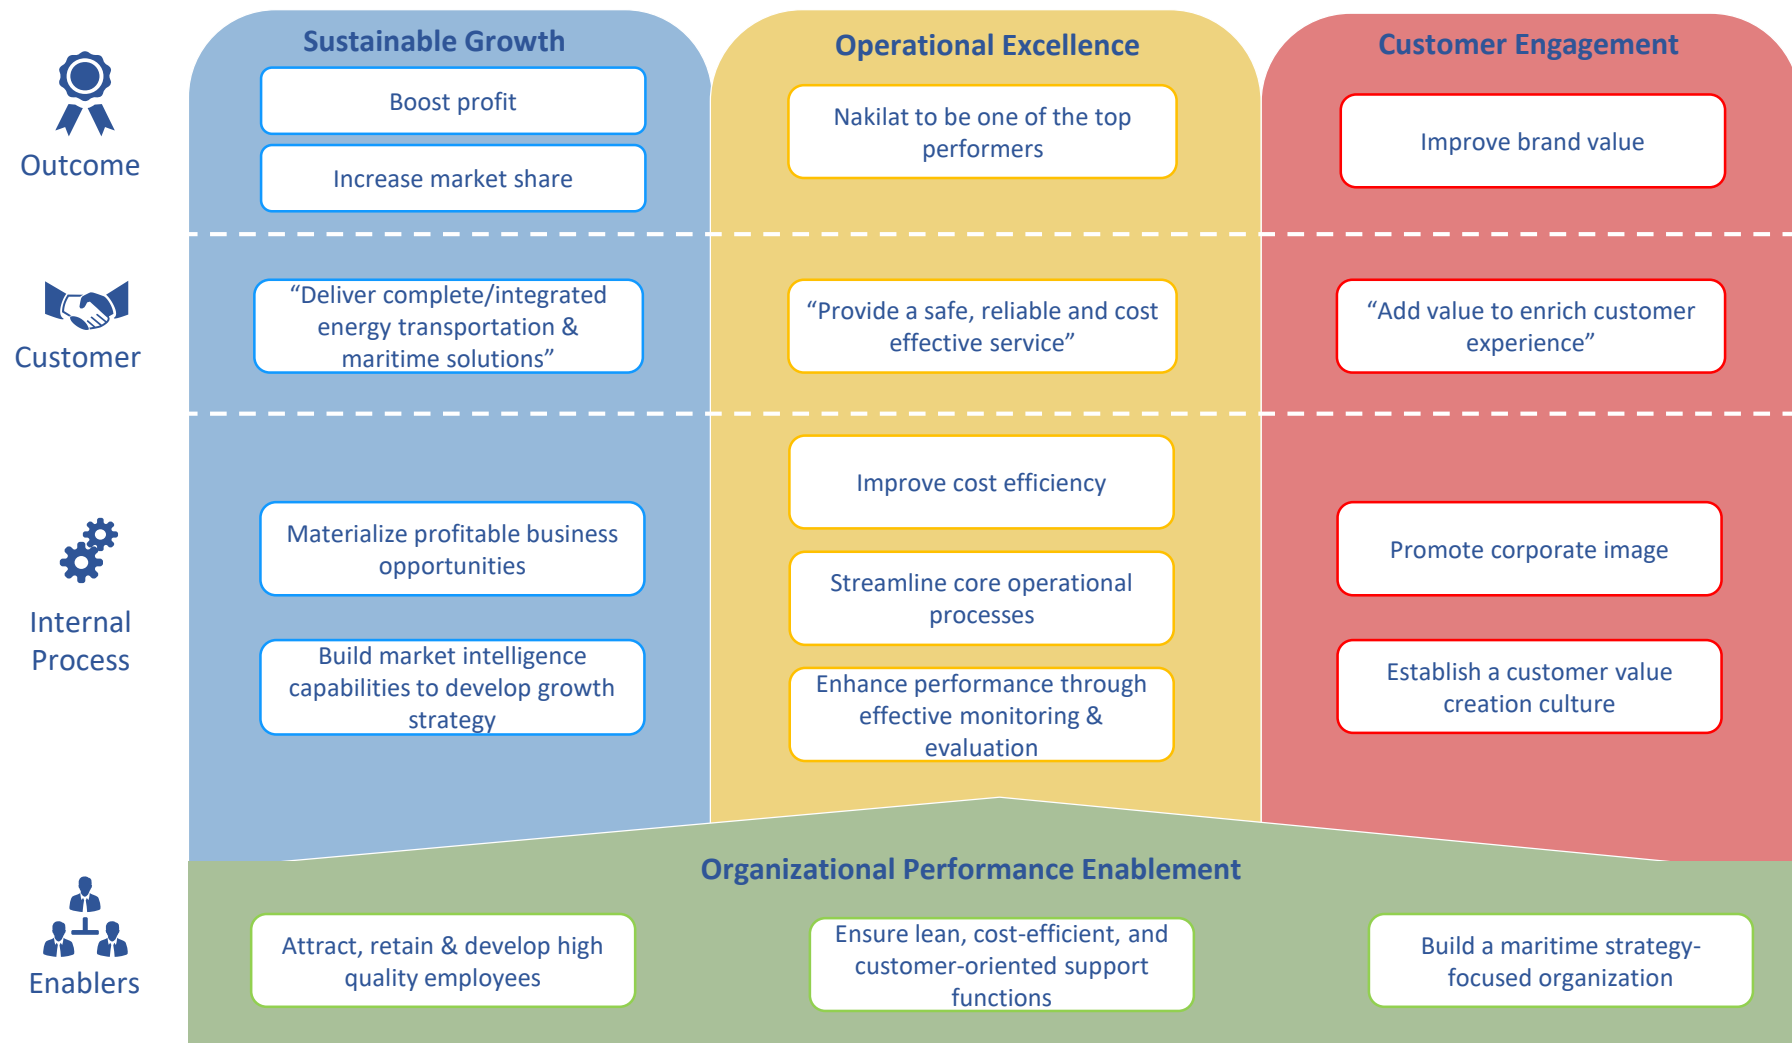 Sustainable Growth
Operational Excellence
Customer Engagement
Outcome
Boost profit
Increase market share
Nakilat to be one of the top
performers
Improve brand value
Customer
“Deliver complete/integrated
energy transportation &
maritime solutions”
“Provide a safe, reliable and cost
effective service”
“Add value to enrich customer
experience”
Internal
Process
Materialize profitable business
opportunities
Build market intelligence
capabilities to develop growth
strategy
Improve cost efficiency
Streamline core operational
processes
Enhance performance through
effective monitoring &
evaluation
Promote corporate image
Establish a customer value
creation culture
Organizational Performance Enablement
Enablers
Attract, retain & develop high
quality employees
Ensure lean, cost-efficient, and
customer-oriented support
functions
Build a maritime strategy-
focused organization